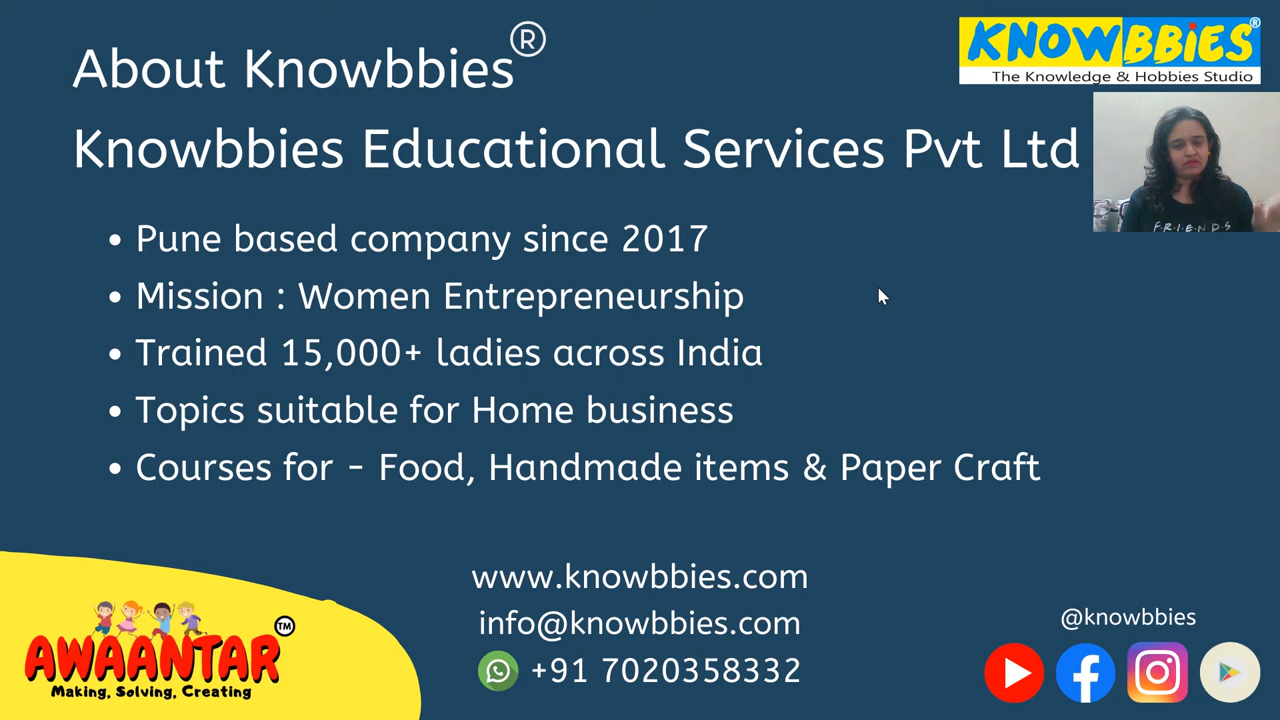 About Knowbbies®
KNOWBBIES®
The Knowledge & Hobbies Studio
Knowbbies Educational Services Pvt Ltd
F·R·I·E·N·D·S
• Pune based company since 2017
• Mission : Women Entrepreneurship
• Trained 15,000+ ladies across India
• Topics suitable for Home business
• Courses for - Food, Handmade items & Paper Craft
www.knowbbies.com
info@knowbbies.com
+91 7020358332
AWAANTAR™
Making, Solving, Creating
@knowbbies